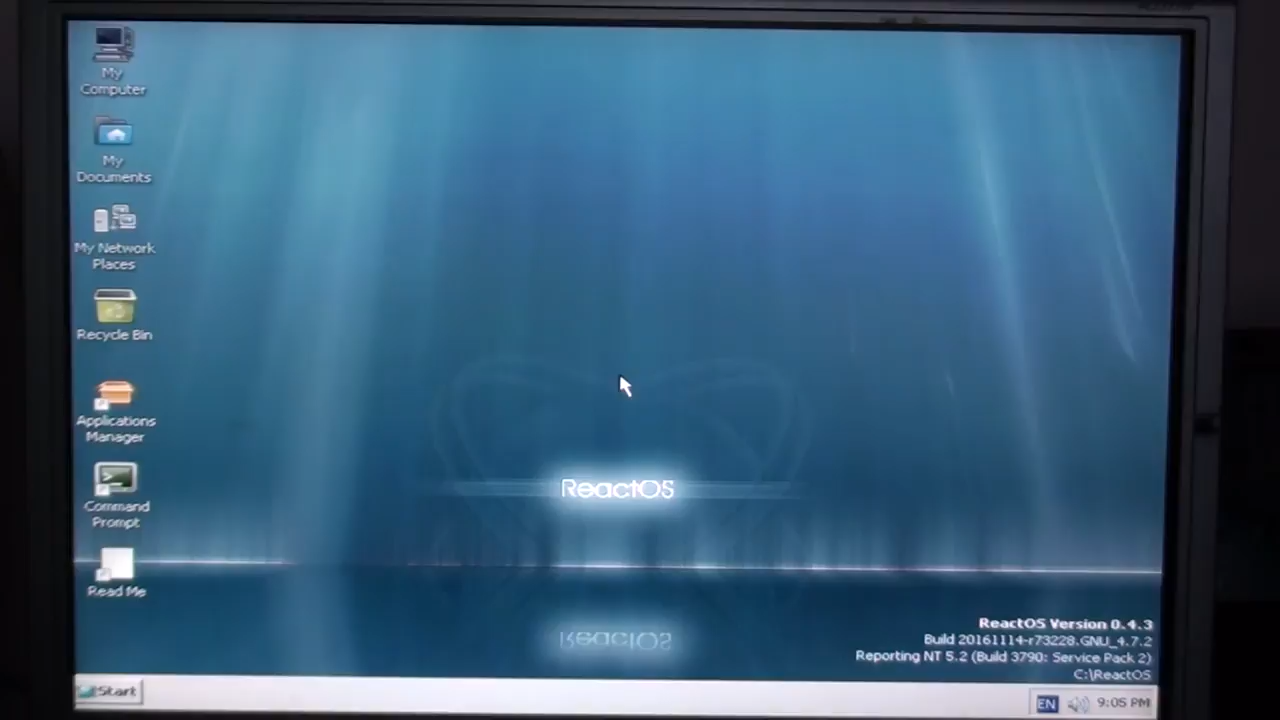 My
Computer
My
Documents
My Network
Places
Recycle Bin
Applications
Manager
Command
Prompt
Read Me
ReactOS
ReactOS
ReactOS Version 0.4.3
Build 20161114-r73228.GNU_4.7.2
Reporting NT 5.2 (Build 3790: Service Pack 2)
C:\ReactOS
Start
EN
9:05 PM